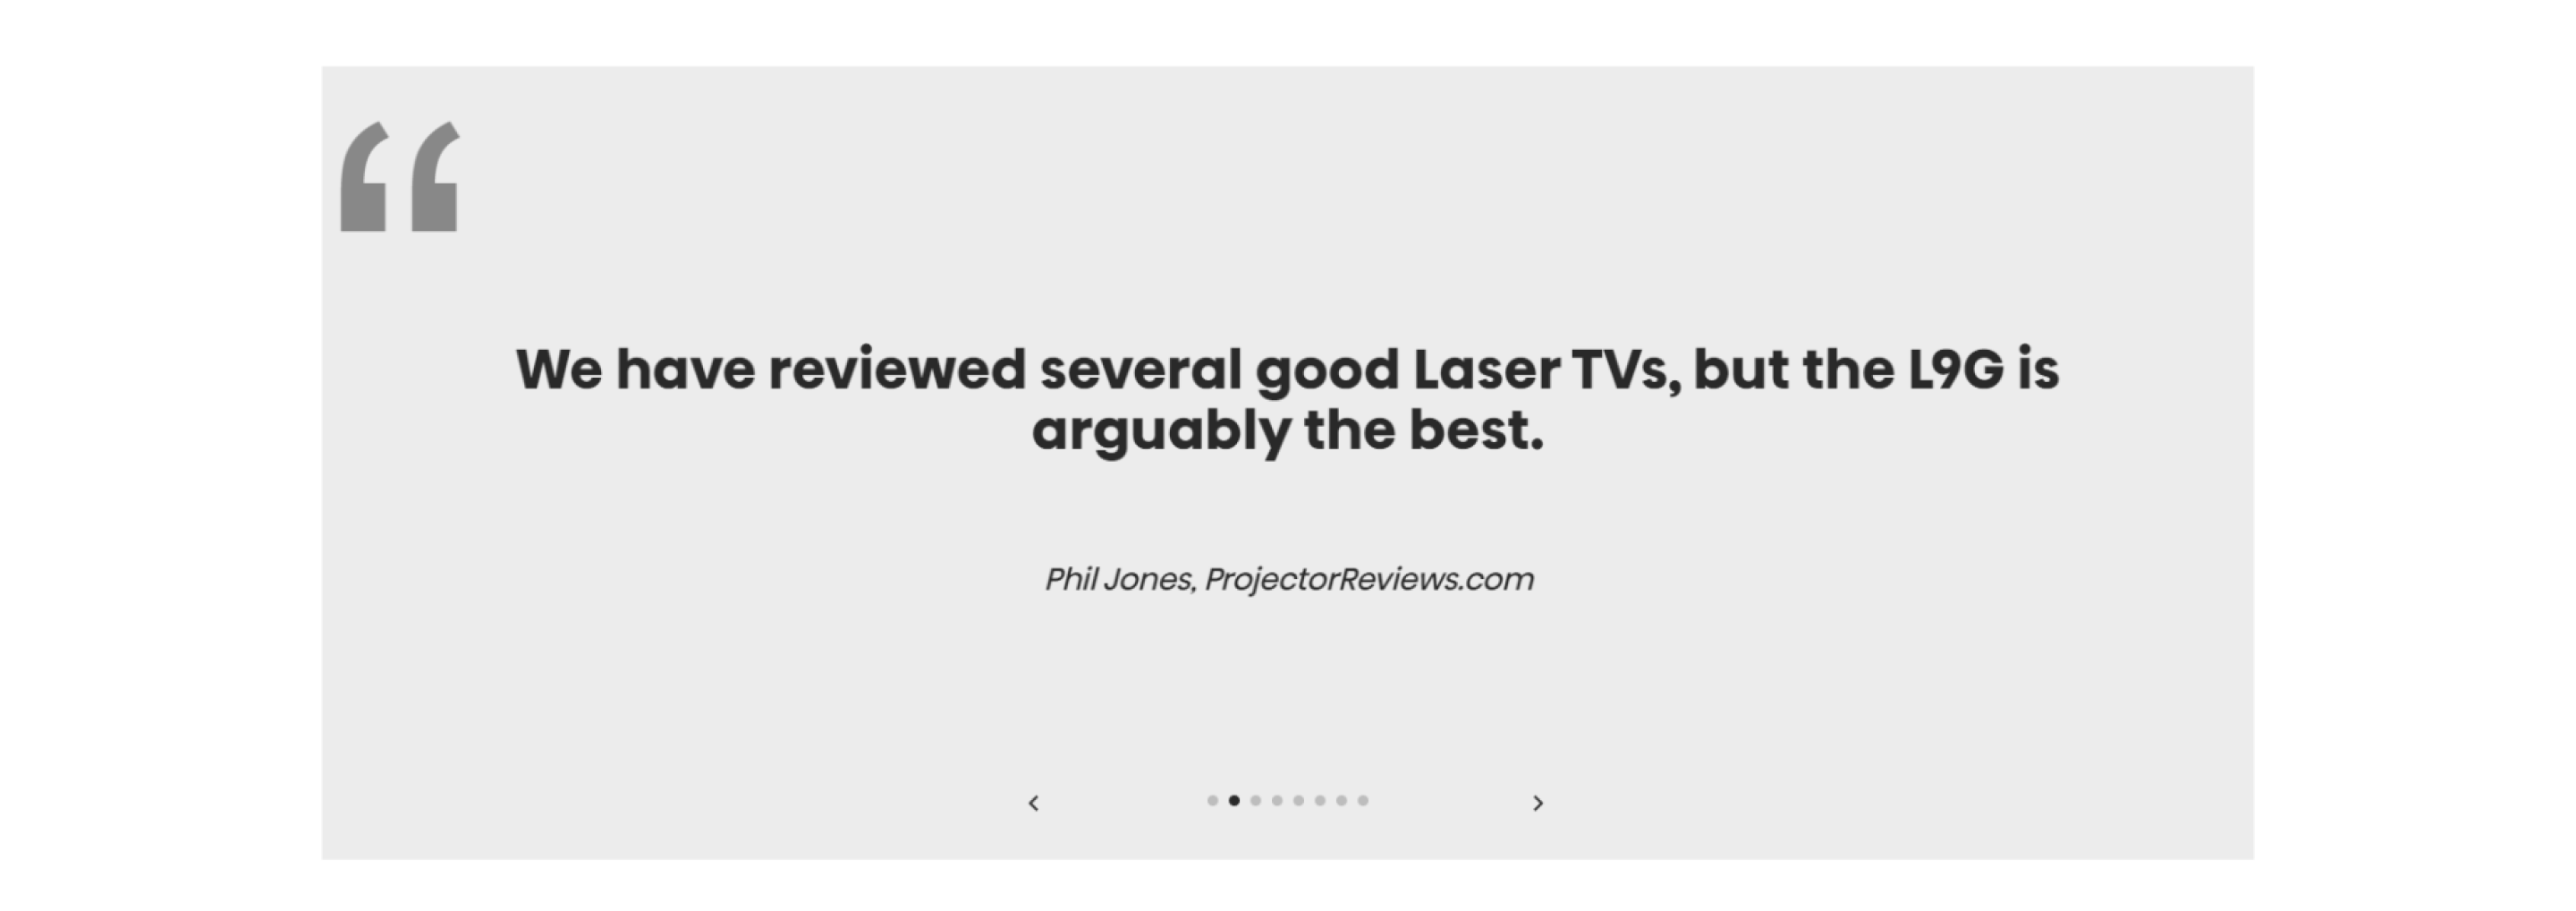 “
We have reviewed several good Laser TVs, but the L9G is
arguably the best.
Phil Jones, ProjectorReviews.com